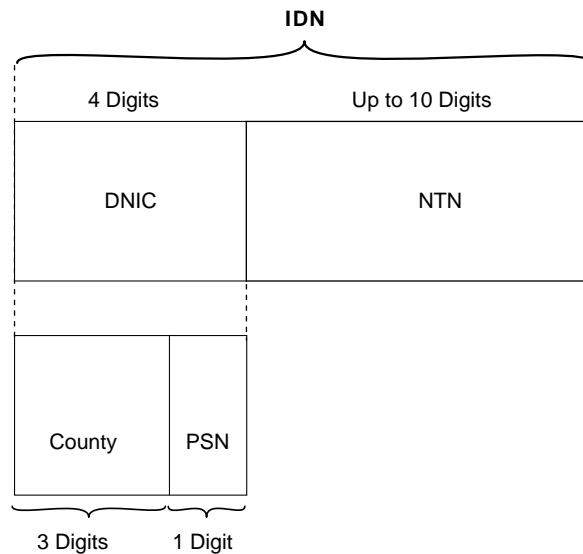 IDN
4 Digits Up to 10 Digits
DNIC NTN
County PSN
3 Digits 1 Digit